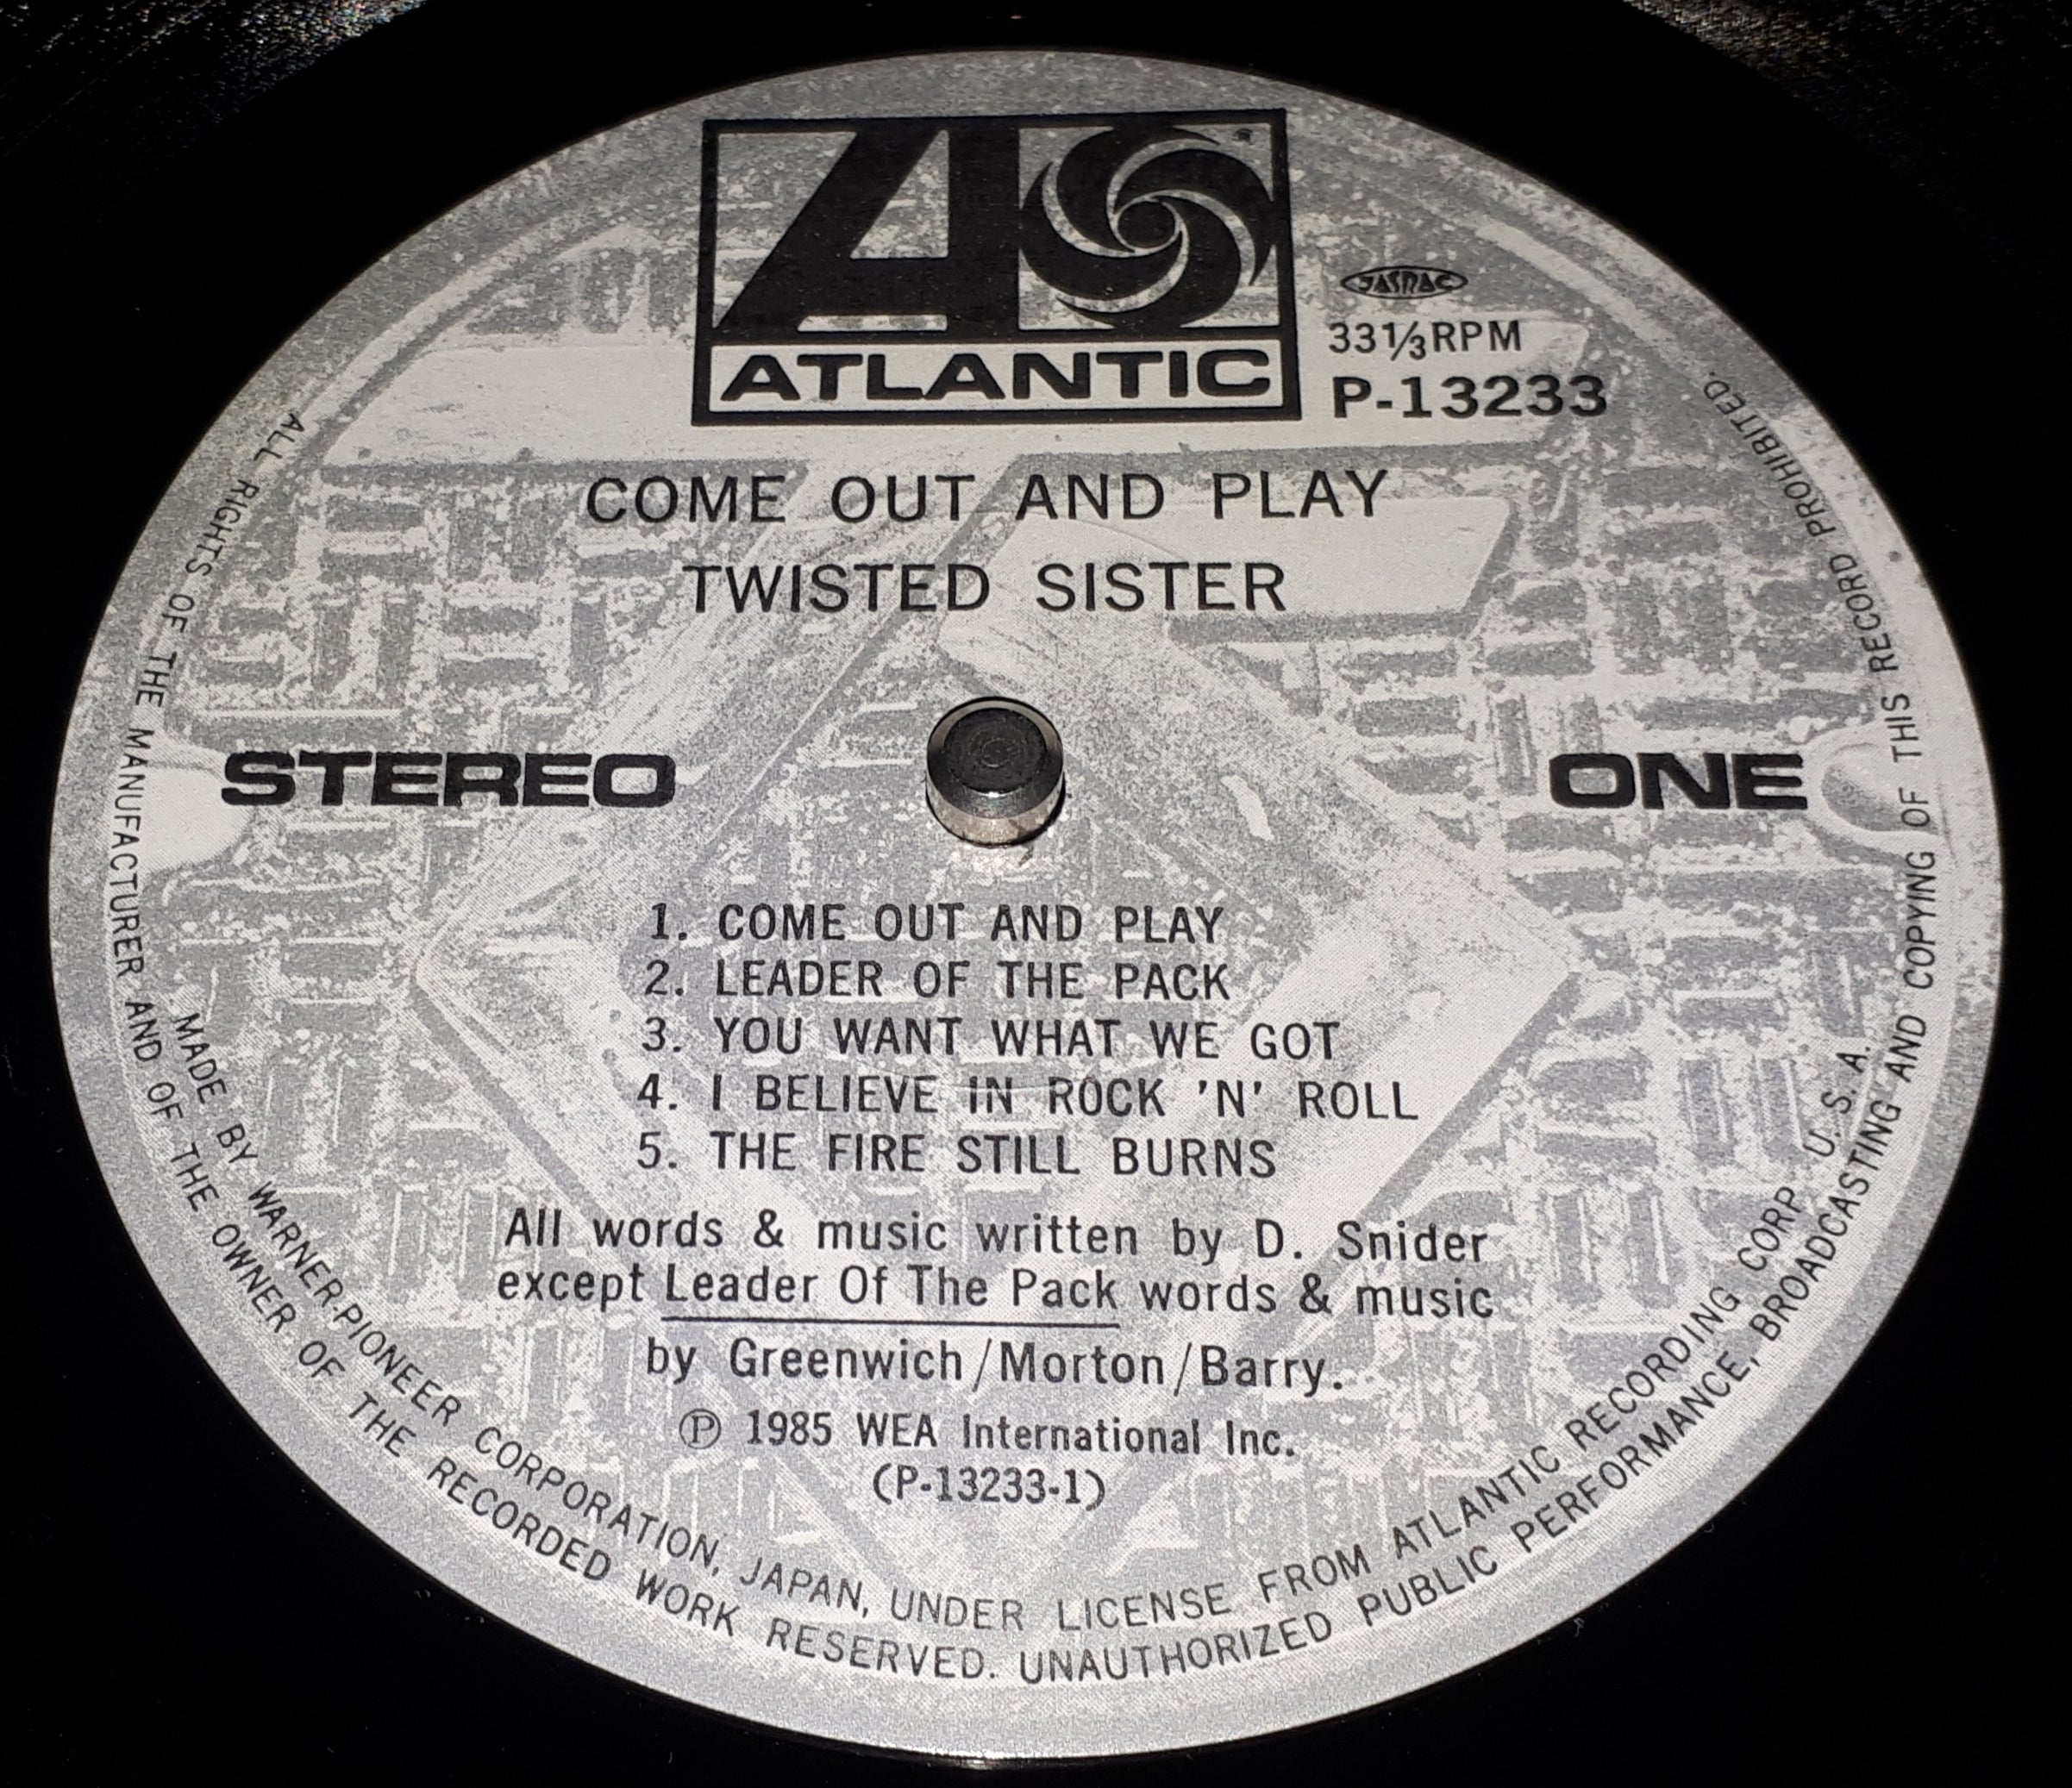 ATLANTIC
JASRAC
33 1/3 RPM
P-13233
COME OUT AND PLAY
TWISTED SISTER
STEREO
ONE
1. COME OUT AND PLAY
2. LEADER OF THE PACK
3. YOU WANT WHAT WE GOT
4. I BELIEVE IN ROCK 'N' ROLL
5. THE FIRE STILL BURNS
All words & music written by D. Snider
except Leader Of The Pack words & music
by Greenwich/Morton/Barry.
Ⓟ 1985 WEA International Inc.
(P-13233-1)
MADE BY WARNER-PIONEER CORPORATION, JAPAN, UNDER LICENSE FROM ATLANTIC RECORDING CORP. U.S.A.
ALL RIGHTS OF THE MANUFACTURER AND OF THE OWNER OF THE RECORDED WORK RESERVED. UNAUTHORIZED PUBLIC PERFORMANCE, BROADCASTING AND COPYING OF THIS RECORD PROHIBITED.